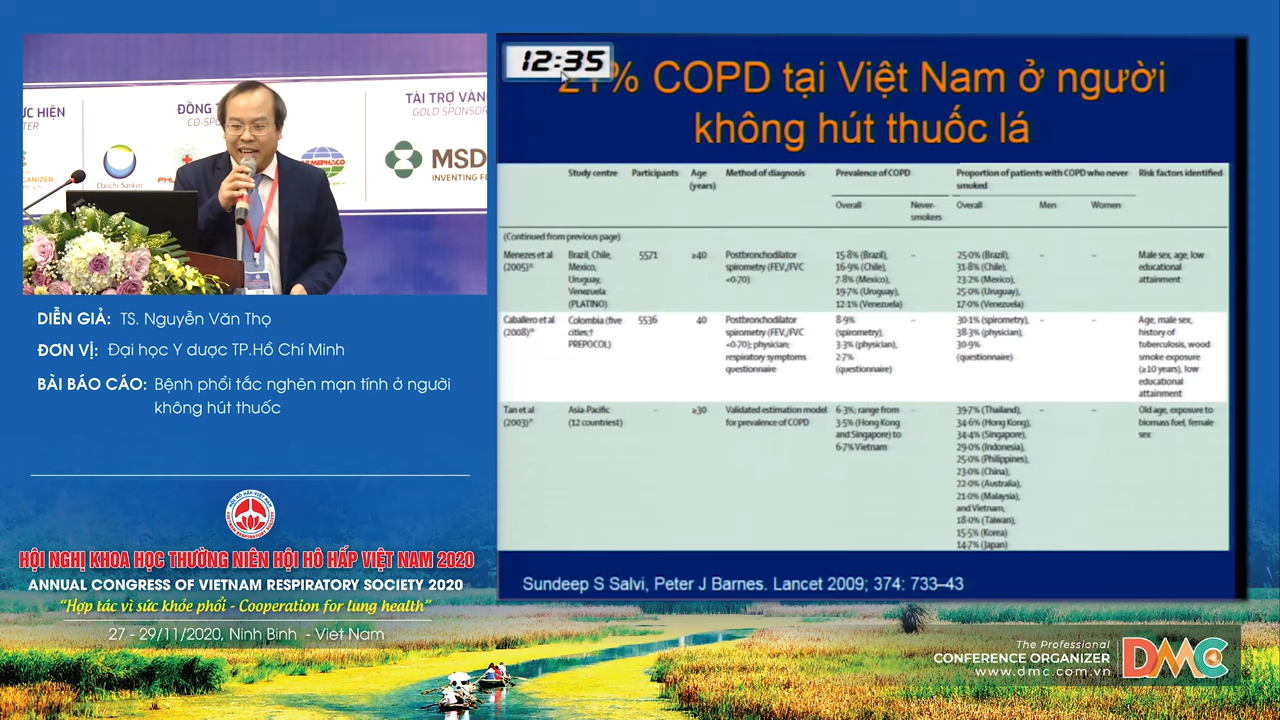 ỰC HIỆN
ĐỒNG T
CO-SPO
TÀI TRỢ VÀNG
GOLD SPONSOR
Daiichi-Sankyo
MSD
INVENTING FO
DIỄN GIẢ: TS. Nguyễn Văn Thọ
ĐƠN VỊ: Đại học Y dược TP.Hồ Chí Minh
BÀI BÁO CÁO: Bệnh phổi tắc nghẽn mạn tính ở người
không hút thuốc
HỘI NGHỊ KHOA HỌC THƯỜNG NIÊN HỘI HÔ HẤP VIỆT NAM 2020
ANNUAL CONGRESS OF VIETNAM RESPIRATORY SOCIETY 2020
“Hợp tác vì sức khỏe phổi - Cooperation for lung health”
27 - 29/11/2020, Ninh Bình - Việt Nam
12:35
21% COPD tại Việt Nam ở người
không hút thuốc lá
Study centre Participants Age (years) Method of diagnosis Prevalence of COPD Proportion of patients with COPD who never smoked Risk factors identified
Overall Never-smokers Overall Men Women
(Continued from previous page)
Menezes et al (2005) Brazil, Chile, Mexico, Uruguay, Venezuela (PLATINO) 5571 ≥40 Postbronchodilator spirometry (FEV₁/FVC <0·70) 15·8% (Brazil), 16·9% (Chile), 7·8% (Mexico), 19·7% (Uruguay), 12·1% (Venezuela) – 25·0% (Brazil), 31·8% (Chile), 23·2% (Mexico), 25·0% (Uruguay), 17·0% (Venezuela) – – Male sex, age, low educational attainment
Caballero et al (2008) Colombia (five cities;† PREPOCOL) 5536 40 Postbronchodilator spirometry (FEV₁/FVC <0·70); physician; respiratory symptoms questionnaire 8·9% (spirometry), 3·3% (physician), 2·7% (questionnaire) – 30·1% (spirometry), 38·3% (physician), 30·9% (questionnaire) – – Age, male sex, history of tuberculosis, wood smoke exposure (≥10 years), low educational attainment
Tan et al (2003) Asia-Pacific (12 countries‡) – ≥30 Validated estimation model for prevalence of COPD 6·3%; range from 3·5% (Hong Kong and Singapore) to 6·7% Vietnam – 39·7% (Thailand), 34·6% (Hong Kong), 34·4% (Singapore), 29·0% (Indonesia), 25·0% (Philippines), 23·0% (China), 22·0% (Australia), 21·0% (Malaysia), and Vietnam, 18·0% (Taiwan), 15·5% (Korea) 14·7% (Japan) – – Old age, exposure to biomass fuel, female sex
Sundeep S Salvi, Peter J Barnes. Lancet 2009; 374: 733–43
The Professional
CONFERENCE ORGANIZER
www.dmc.com.vn
DMC